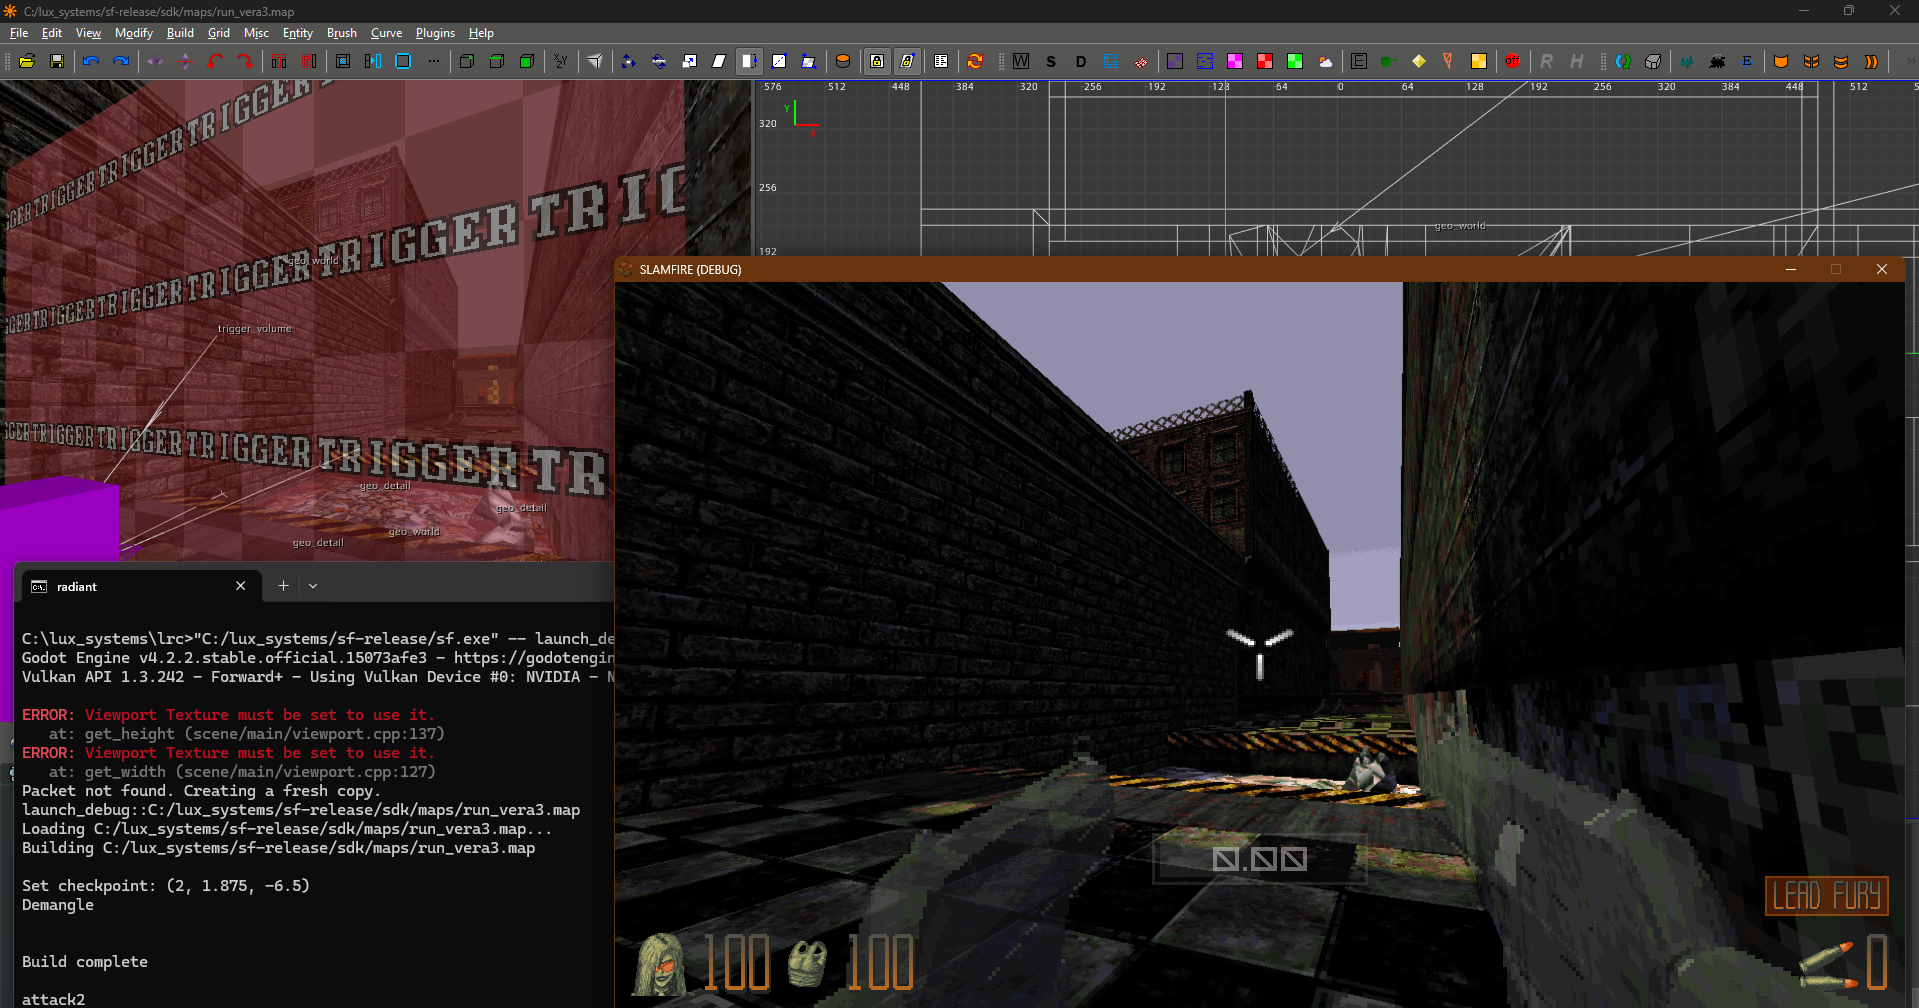 C:/lux_systems/sf-release/sdk/maps/run_vera3.map
File Edit View Modify Build Grid Misc Entity Brush Curve Plugins Help
-576 -512 -448 -384 -320 -256 -192 -128 -64 0 64 128 192 256 320 384 448 512
Y
X
320
256
192
geo_world
TRIGGER TRIGGER TRIGGER TRIGGER
TRIGGER TRIGGER TRIGGER TRIGGER TRIG
geo_world
TRIGGER TRIGGER TRIGGER TRIGGER TR
trigger_volume
geo_detail
geo_detail
geo_world
geo_detail
radiant
C:\lux_systems\lrc>"C:/lux_systems/sf-release/sf.exe" -- launch_de
Godot Engine v4.2.2.stable.official.15073afe3 - https://godotengin
Vulkan API 1.3.242 - Forward+ - Using Vulkan Device #0: NVIDIA - N
ERROR: Viewport Texture must be set to use it.
at: get_height (scene/main/viewport.cpp:137)
ERROR: Viewport Texture must be set to use it.
at: get_width (scene/main/viewport.cpp:127)
Packet not found. Creating a fresh copy.
launch_debug::C:/lux_systems/sf-release/sdk/maps/run_vera3.map
Loading C:/lux_systems/sf-release/sdk/maps/run_vera3.map...
Building C:/lux_systems/sf-release/sdk/maps/run_vera3.map
Set checkpoint: (2, 1.875, -6.5)
Demangle
Build complete
attack2
SLAMFIRE (DEBUG)
0.00
LEAD FURY
100 100 0